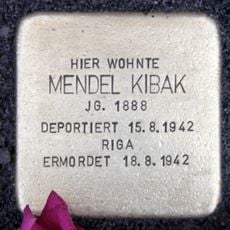 HIER WOHNTE
MENDEL KIBAK
JG. 1888
DEPORTIERT 15.8.1942
RIGA
ERMORDET 18.8.1942